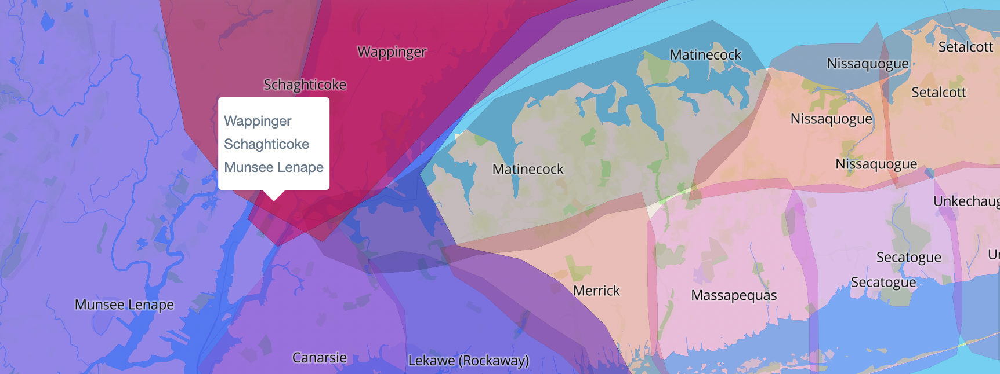 Setalcott
Wappinger
Matinecock
Nissaquogue
Schaghticoke
Setalcott
Wappinger
Nissaquogue
Schaghticoke
Munsee Lenape
Nissaquogue
Matinecock
Unkechaug
Secatogue
Secatogue
Merrick
Massapequas
Munsee Lenape
Canarsie
Lekawe (Rockaway)